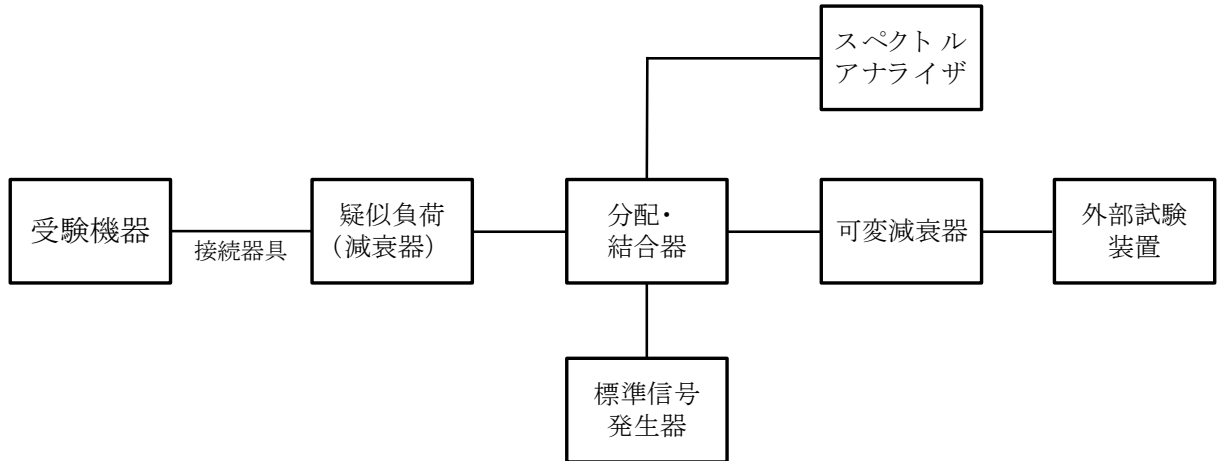 スペクトル
アナライザ
受験機器
接続器具
疑似負荷
(減衰器)
分配・
結合器
可変減衰器
外部試験
装置
標準信号
発生器